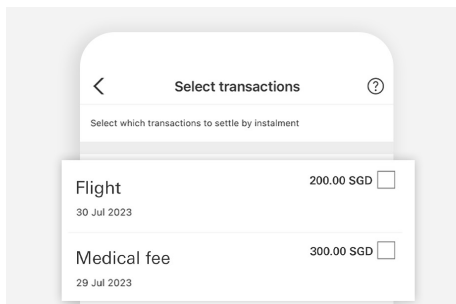 Select transactions
Select which transactions to settle by instalment
Flight 200.00 SGD
30 Jul 2023
Medical fee 300.00 SGD
29 Jul 2023